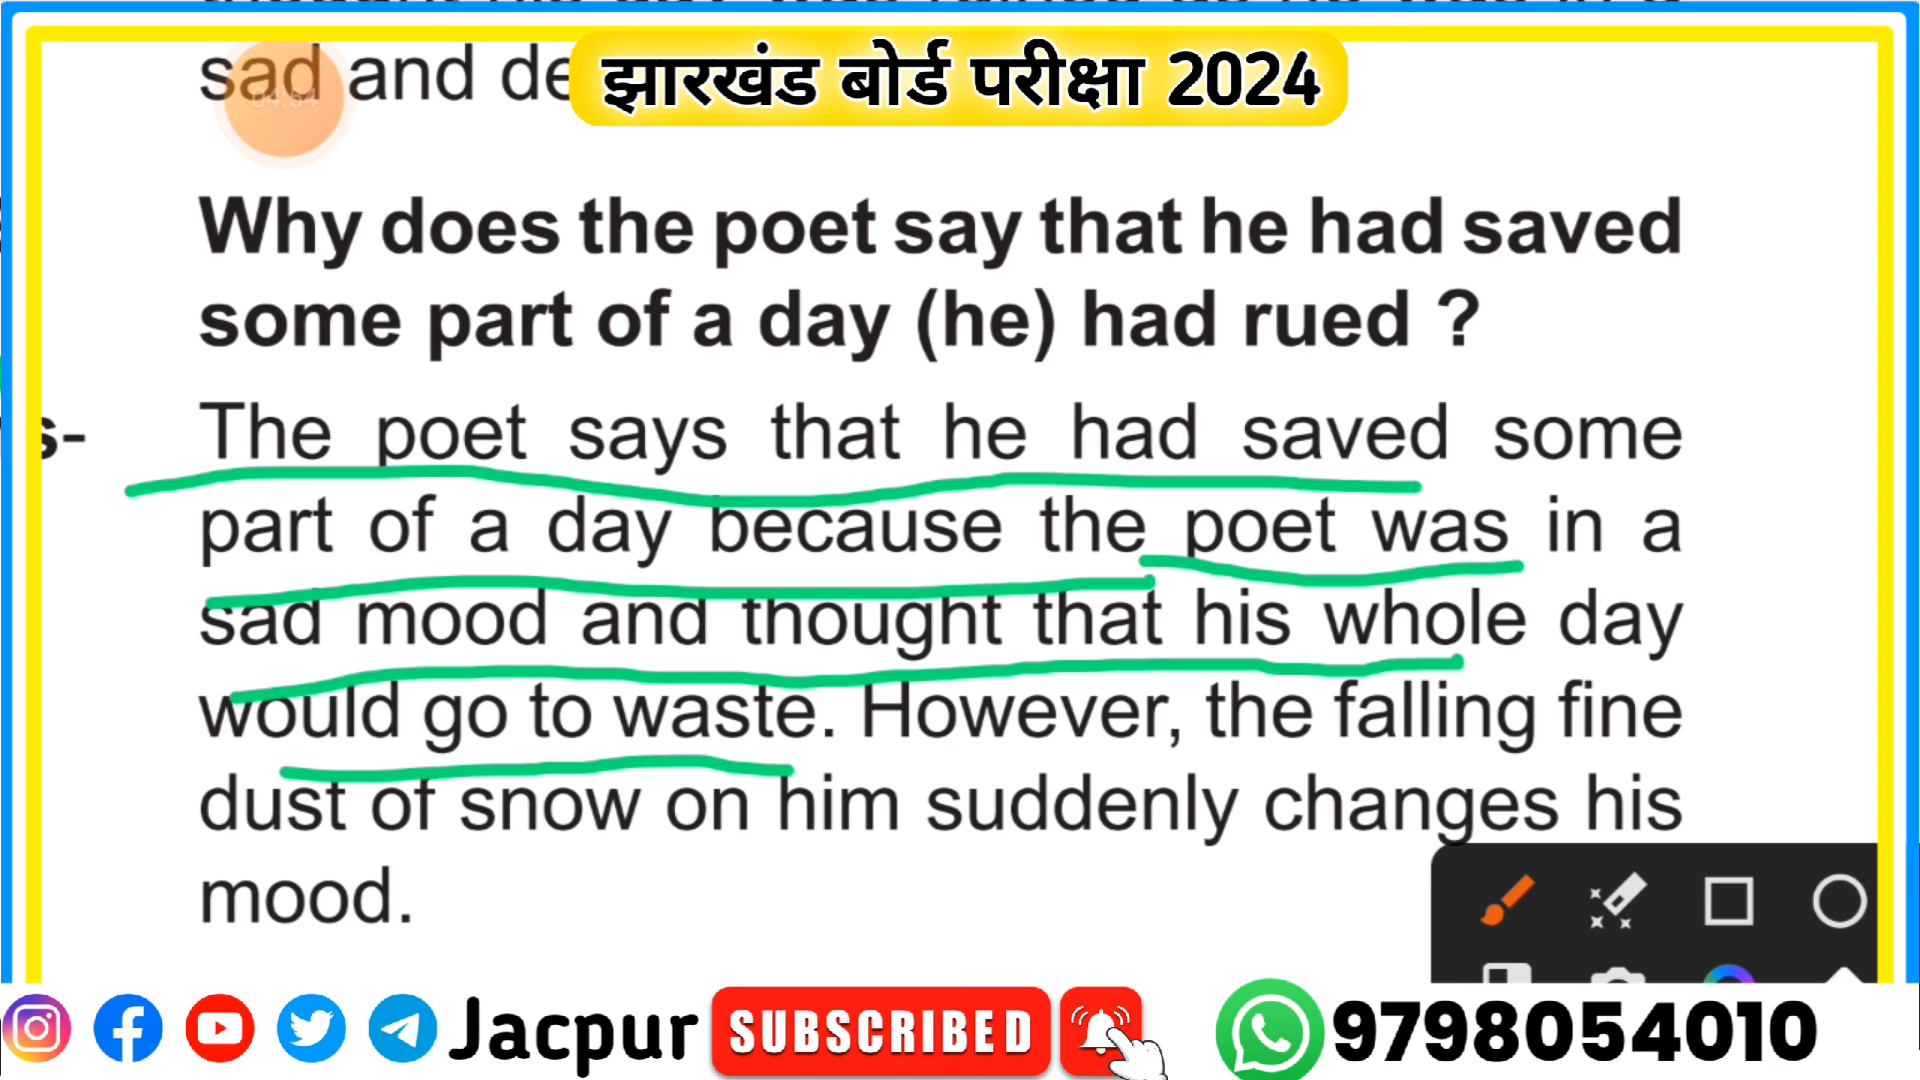 sad and de
झारखंड बोर्ड परीक्षा 2024
04:54
Why does the poet say that he had saved
some part of a day (he) had rued ?
s- The poet says that he had saved some
part of a day because the poet was in a
sad mood and thought that his whole day
would go to waste. However, the falling fine
dust of snow on him suddenly changes his
mood.
Jacpur SUBSCRIBED 9798054010